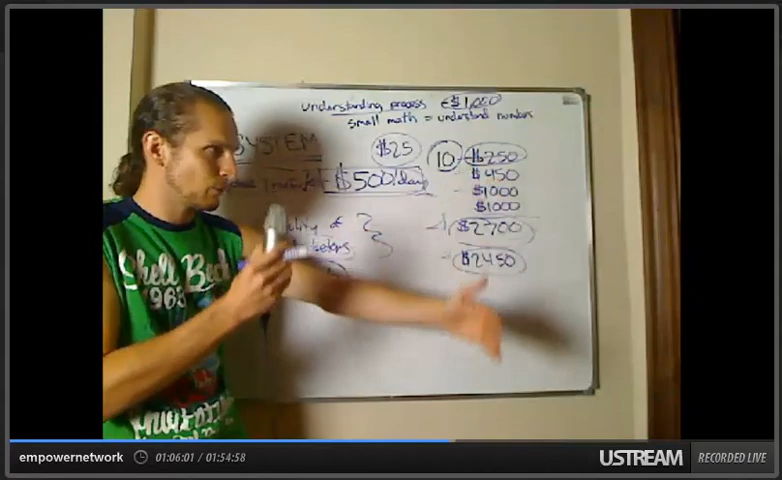 understanding process = $1,000
small math = understand numbers
SYSTEM
$25
10
$250
$450
$500/day
$1000
$1000
$2700
$2450
Shell Beach
1963
empowernetwork
01:06:01 / 01:54:58
USTREAM
RECORDED LIVE